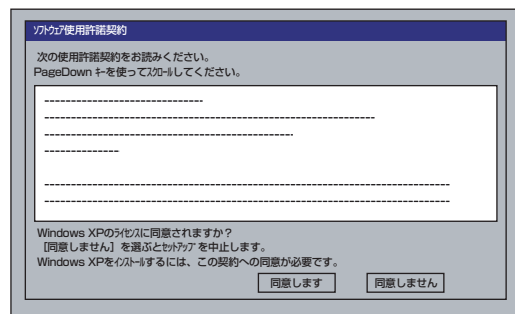 ソフトウェア使用許諾契約
次の使用許諾契約をお読みください。
PageDown キーを使ってスクロールしてください。
Windows XPのライセンスに同意されますか？
［同意しません］を選ぶとセットアップを中止します。
Windows XPをインストールするには、この契約への同意が必要です。
同意します
同意しません